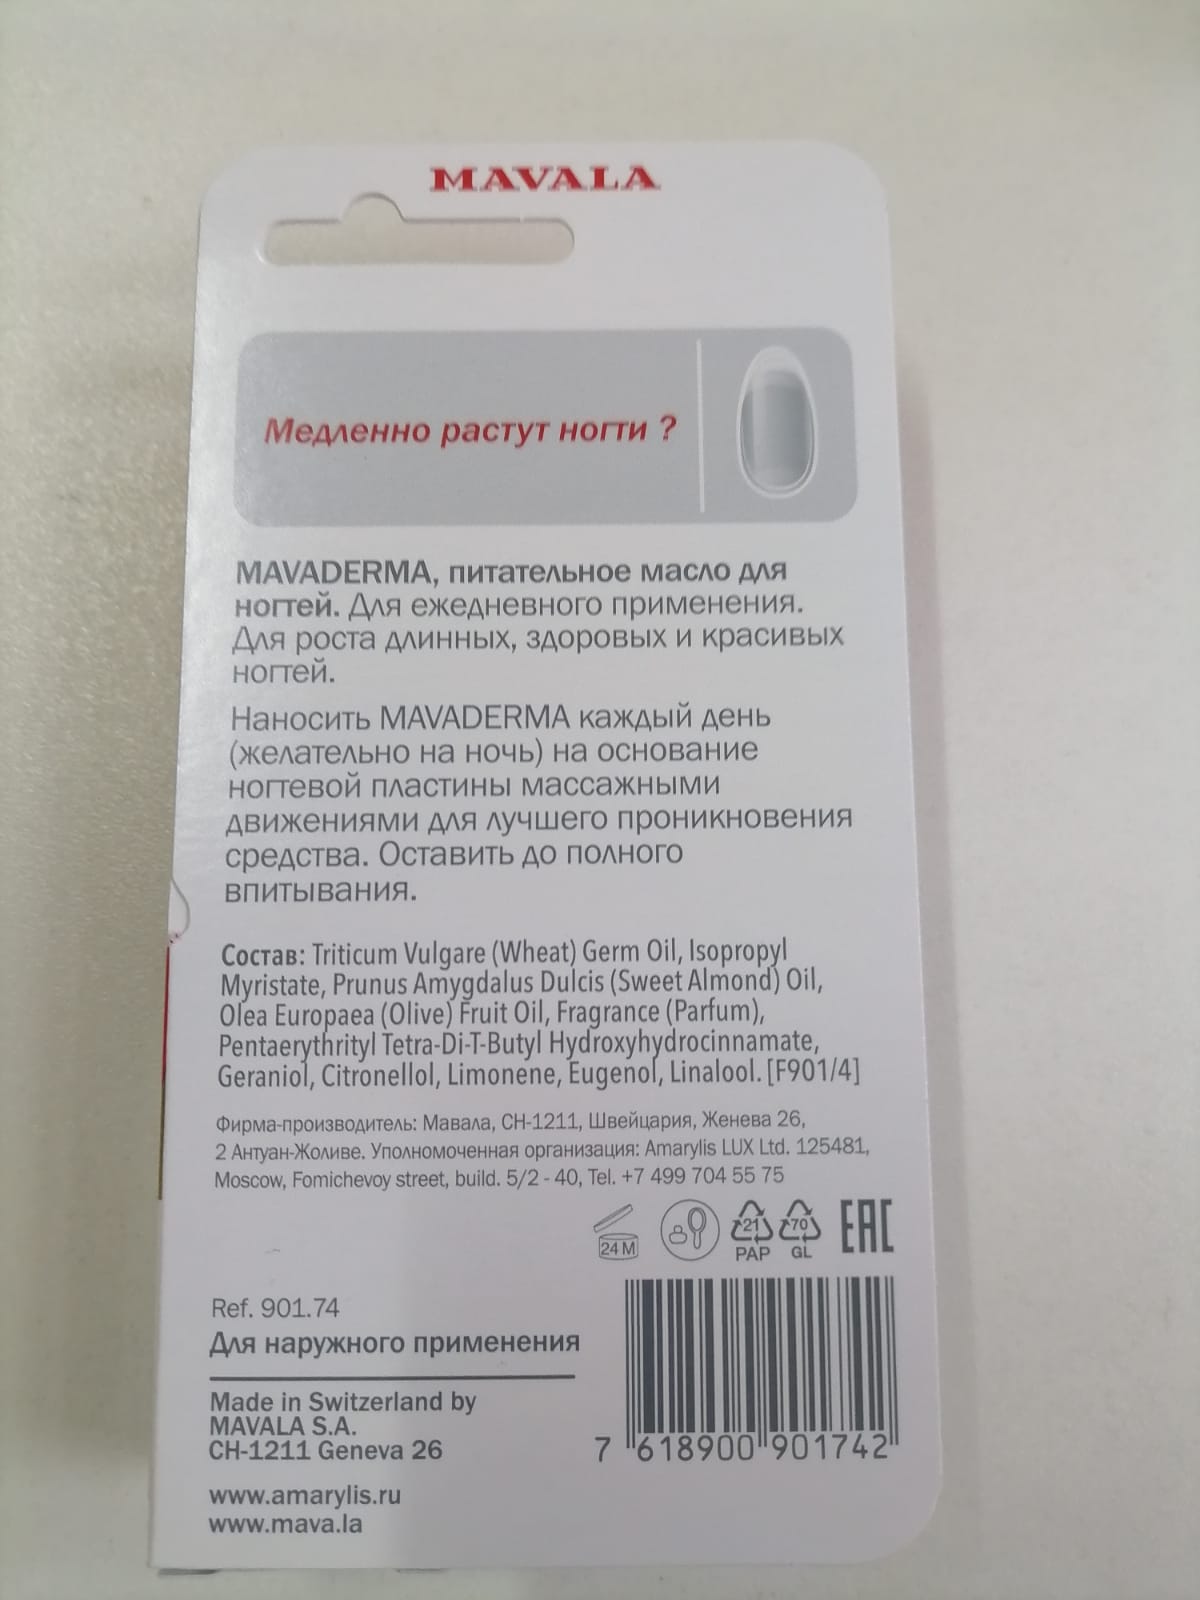 MAVALA
Медленно растут ногти ?
MAVADERMA, питательное масло для
ногтей. Для ежедневного применения.
Для роста длинных, здоровых и красивых
ногтей.
Наносить MAVADERMA каждый день
(желательно на ночь) на основание
ногтевой пластины массажными
движениями для лучшего проникновения
средства. Оставить до полного
впитывания.
Состав: Triticum Vulgare (Wheat) Germ Oil, Isopropyl
Myristate, Prunus Amygdalus Dulcis (Sweet Almond) Oil,
Olea Europaea (Olive) Fruit Oil, Fragrance (Parfum),
Pentaerythrityl Tetra-Di-T-Butyl Hydroxyhydrocinnamate,
Geraniol, Citronellol, Limonene, Eugenol, Linalool. [F901/4]
Фирма-производитель: Мавала, CH-1211, Швейцария, Женева 26,
2 Антуан-Жоливе. Уполномоченная организация: Amarylis LUX Ltd. 125481,
Moscow, Fomichevoy street, build. 5/2 - 40, Tel. +7 499 704 55 75
24 M 21 70 EAC
PAP GL
Ref. 901.74
Для наружного применения
Made in Switzerland by
MAVALA S.A.
CH-1211 Geneva 26
7 618900 901742
www.amarylis.ru
www.mava.la